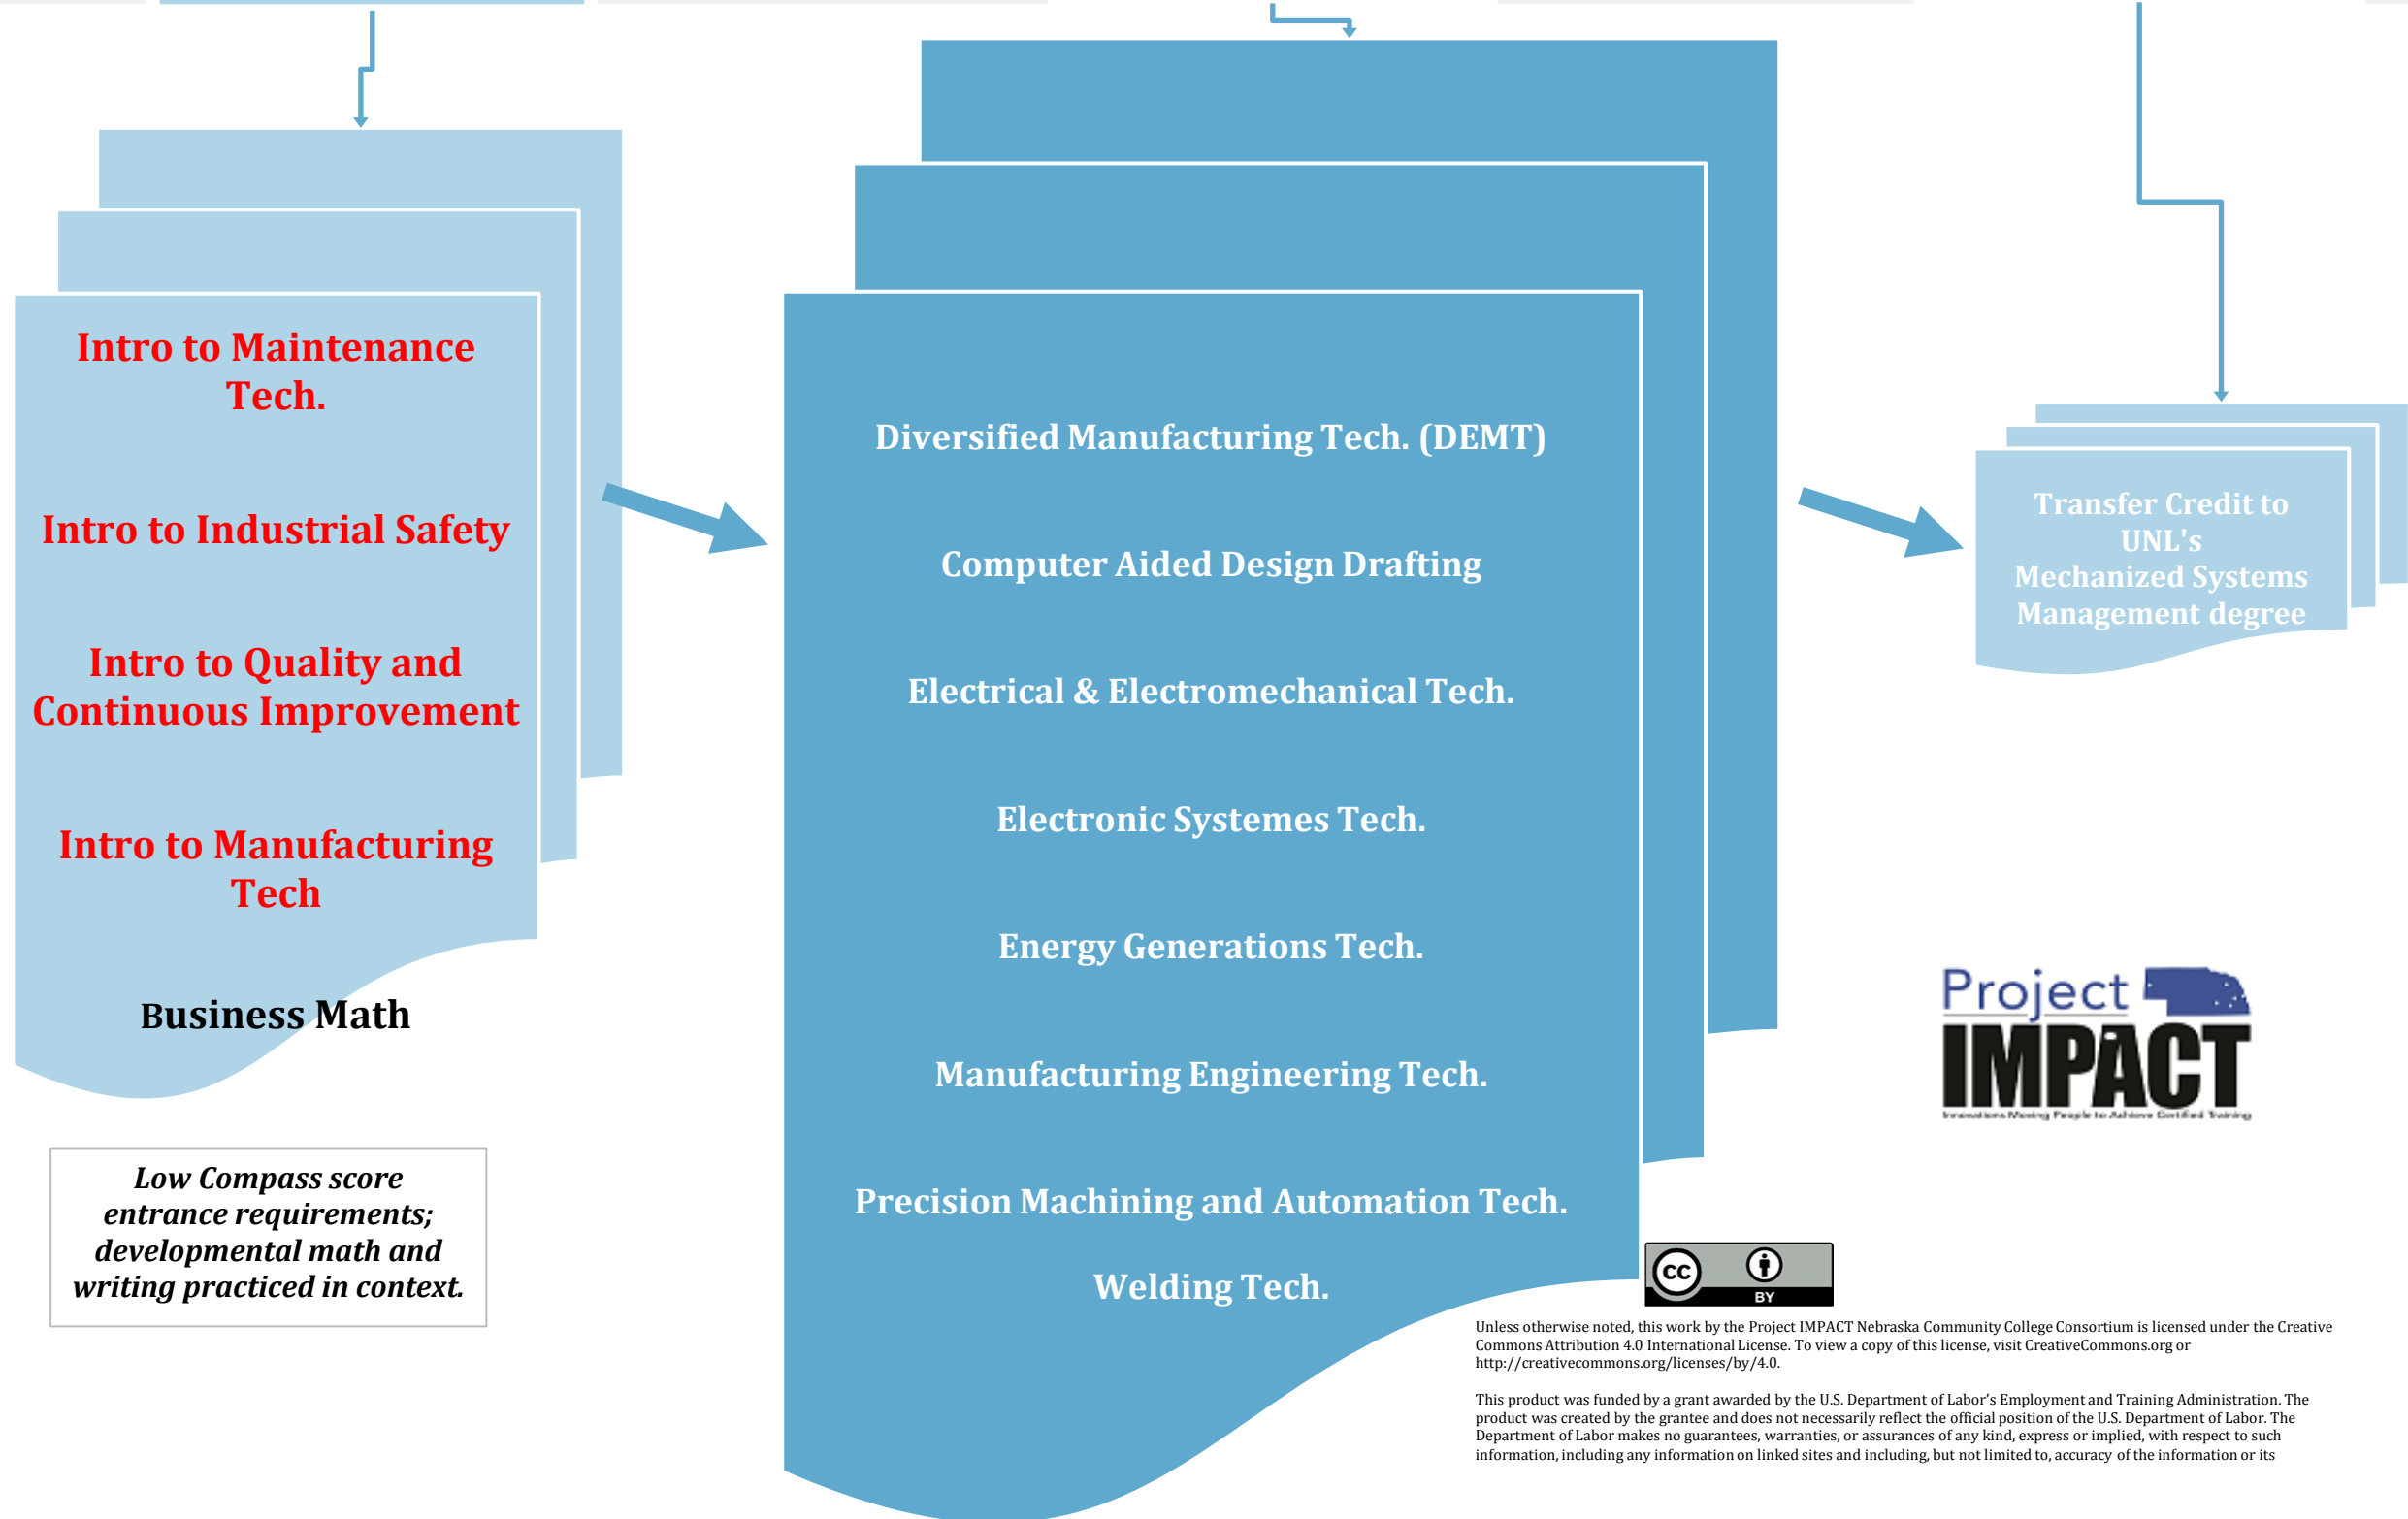 Intro to Maintenance
Tech.
Intro to Industrial Safety
Intro to Quality and
Continuous Improvement
Intro to Manufacturing
Tech
Business Math
Low Compass score
entrance requirements;
developmental math and
writing practiced in context.
Diversified Manufacturing Tech. (DEMT)
Computer Aided Design Drafting
Electrical & Electromechanical Tech.
Electronic Systemes Tech.
Energy Generations Tech.
Manufacturing Engineering Tech.
Precision Machining and Automation Tech.
Welding Tech.
Transfer Credit to
UNL's
Mechanized Systems
Management degree
Project
IMPACT
Innovations Moving People to Achieve Certified Training
CC
BY
Unless otherwise noted, this work by the Project IMPACT Nebraska Community College Consortium is licensed under the Creative
Commons Attribution 4.0 International License. To view a copy of this license, visit CreativeCommons.org or
http://creativecommons.org/licenses/by/4.0.
This product was funded by a grant awarded by the U.S. Department of Labor’s Employment and Training Administration. The
product was created by the grantee and does not necessarily reflect the official position of the U.S. Department of Labor. The
Department of Labor makes no guarantees, warranties, or assurances of any kind, express or implied, with respect to such
information, including any information on linked sites and including, but not limited to, accuracy of the information or its